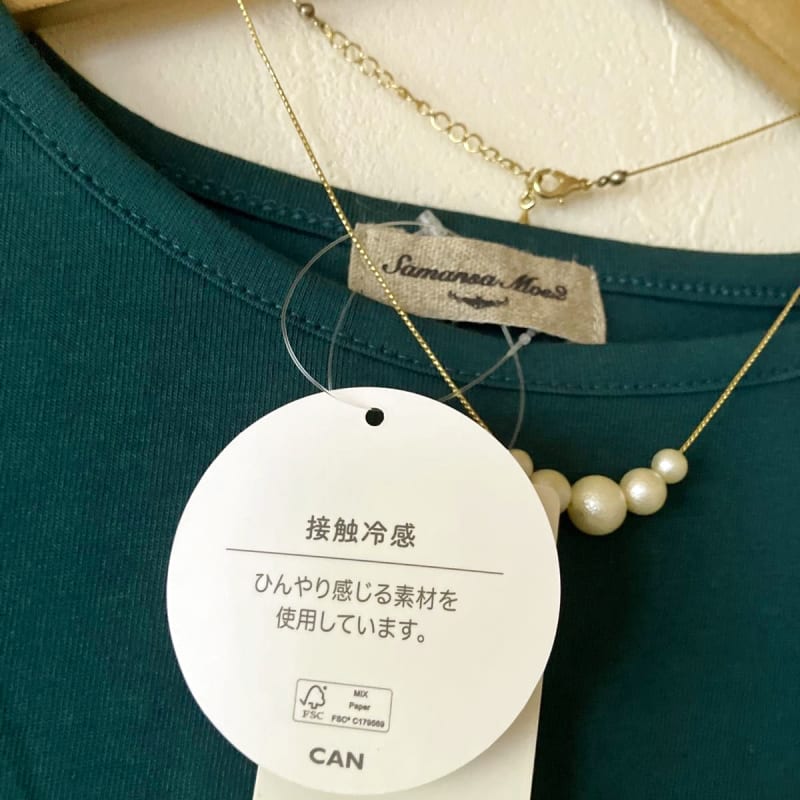 Samansa Mos2
接触冷感
ひんやり感じる素材を
使用しています。
FSC
MIX
Paper
FSC® C179069
CAN